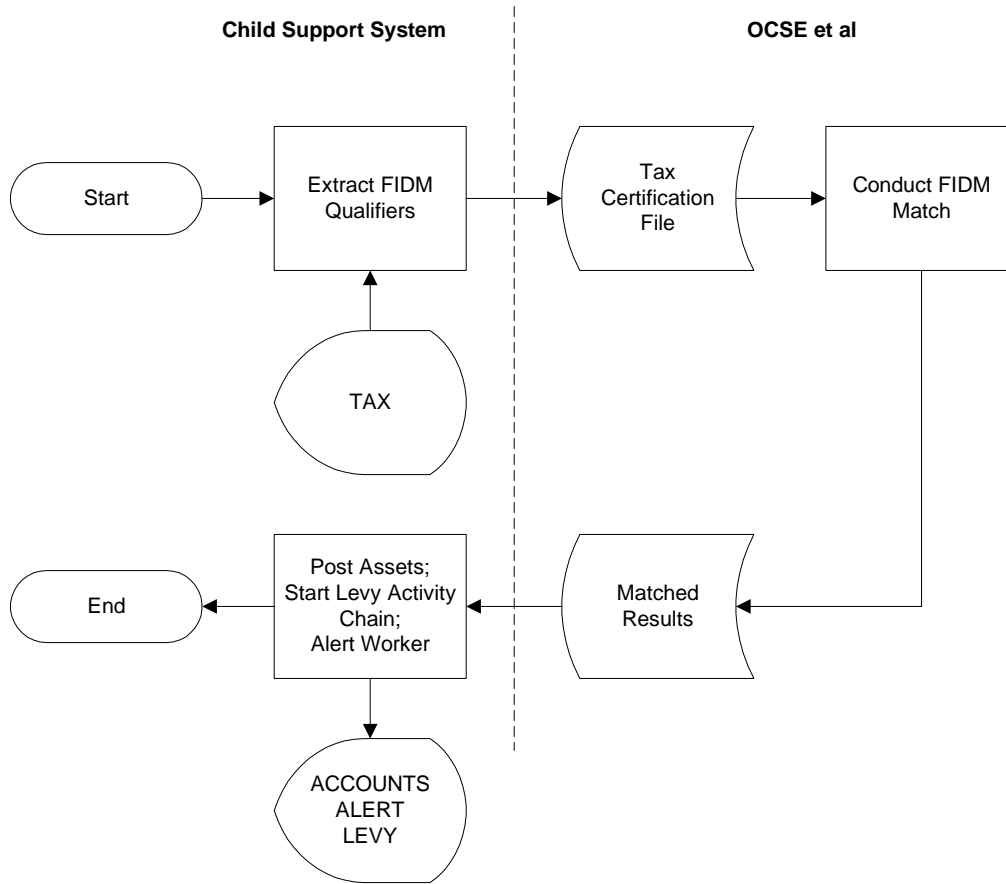 Child Support System
OCSE et al
Start
Extract FIDM
Qualifiers
Tax
Certification
File
Conduct FIDM
Match
TAX
End
Post Assets;
Start Levy Activity
Chain;
Alert Worker
Matched
Results
ACCOUNTS
ALERT
LEVY